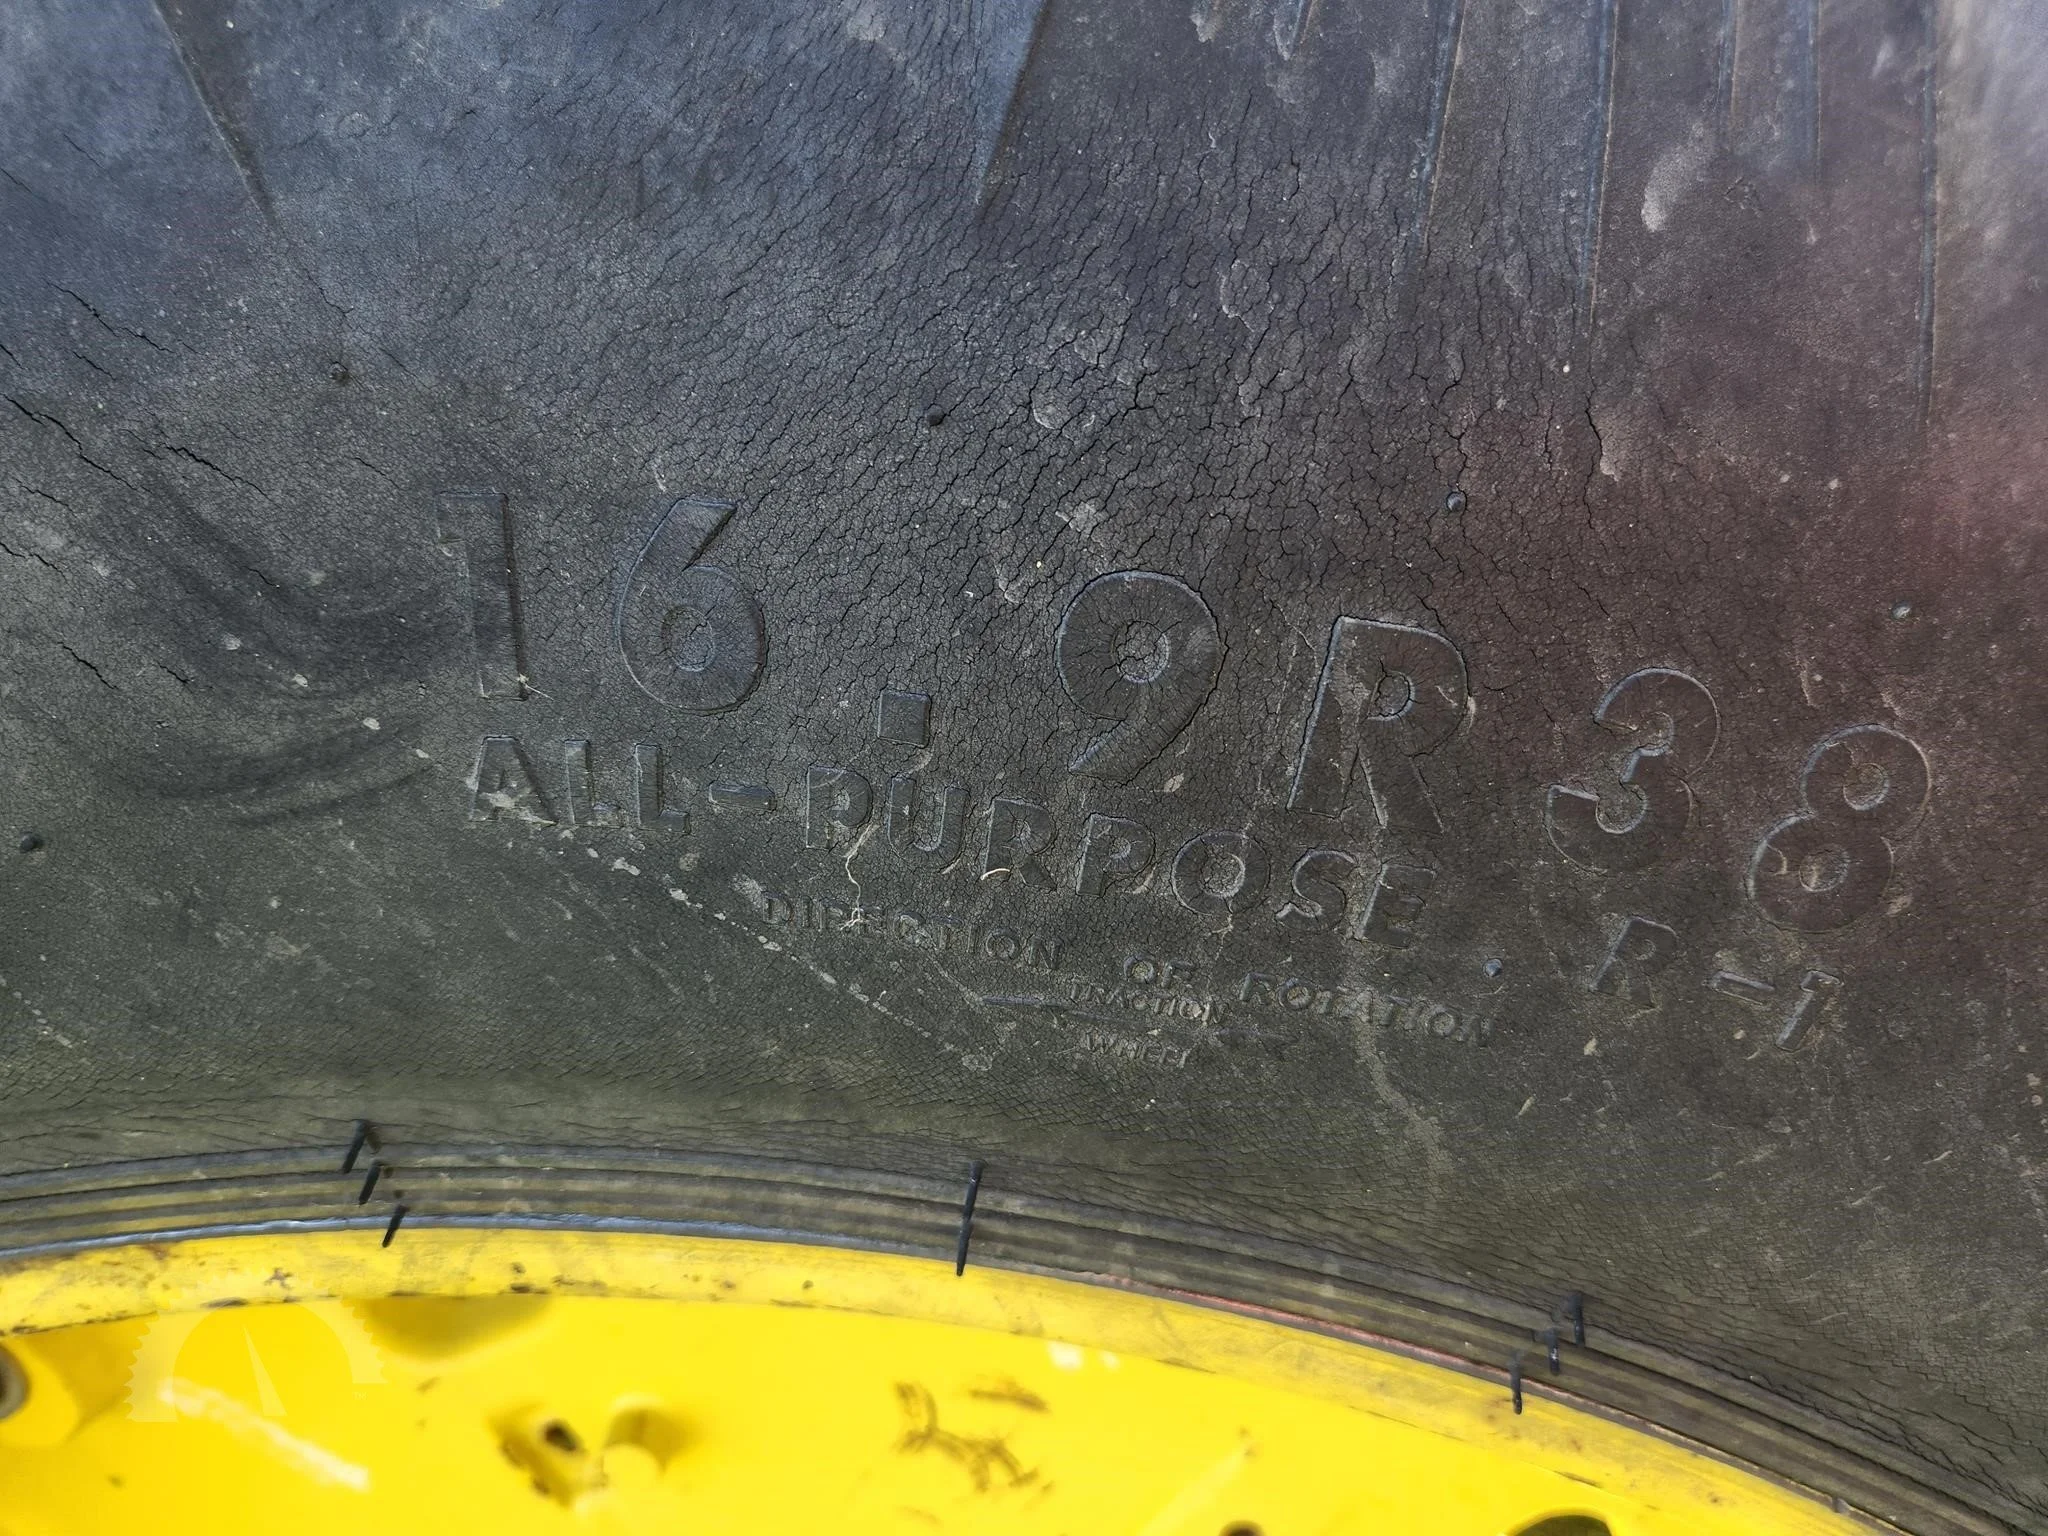 16.9R38
ALL-PURPOSE R-1
DIRECTION OF ROTATION
TRACTION
WHEEL